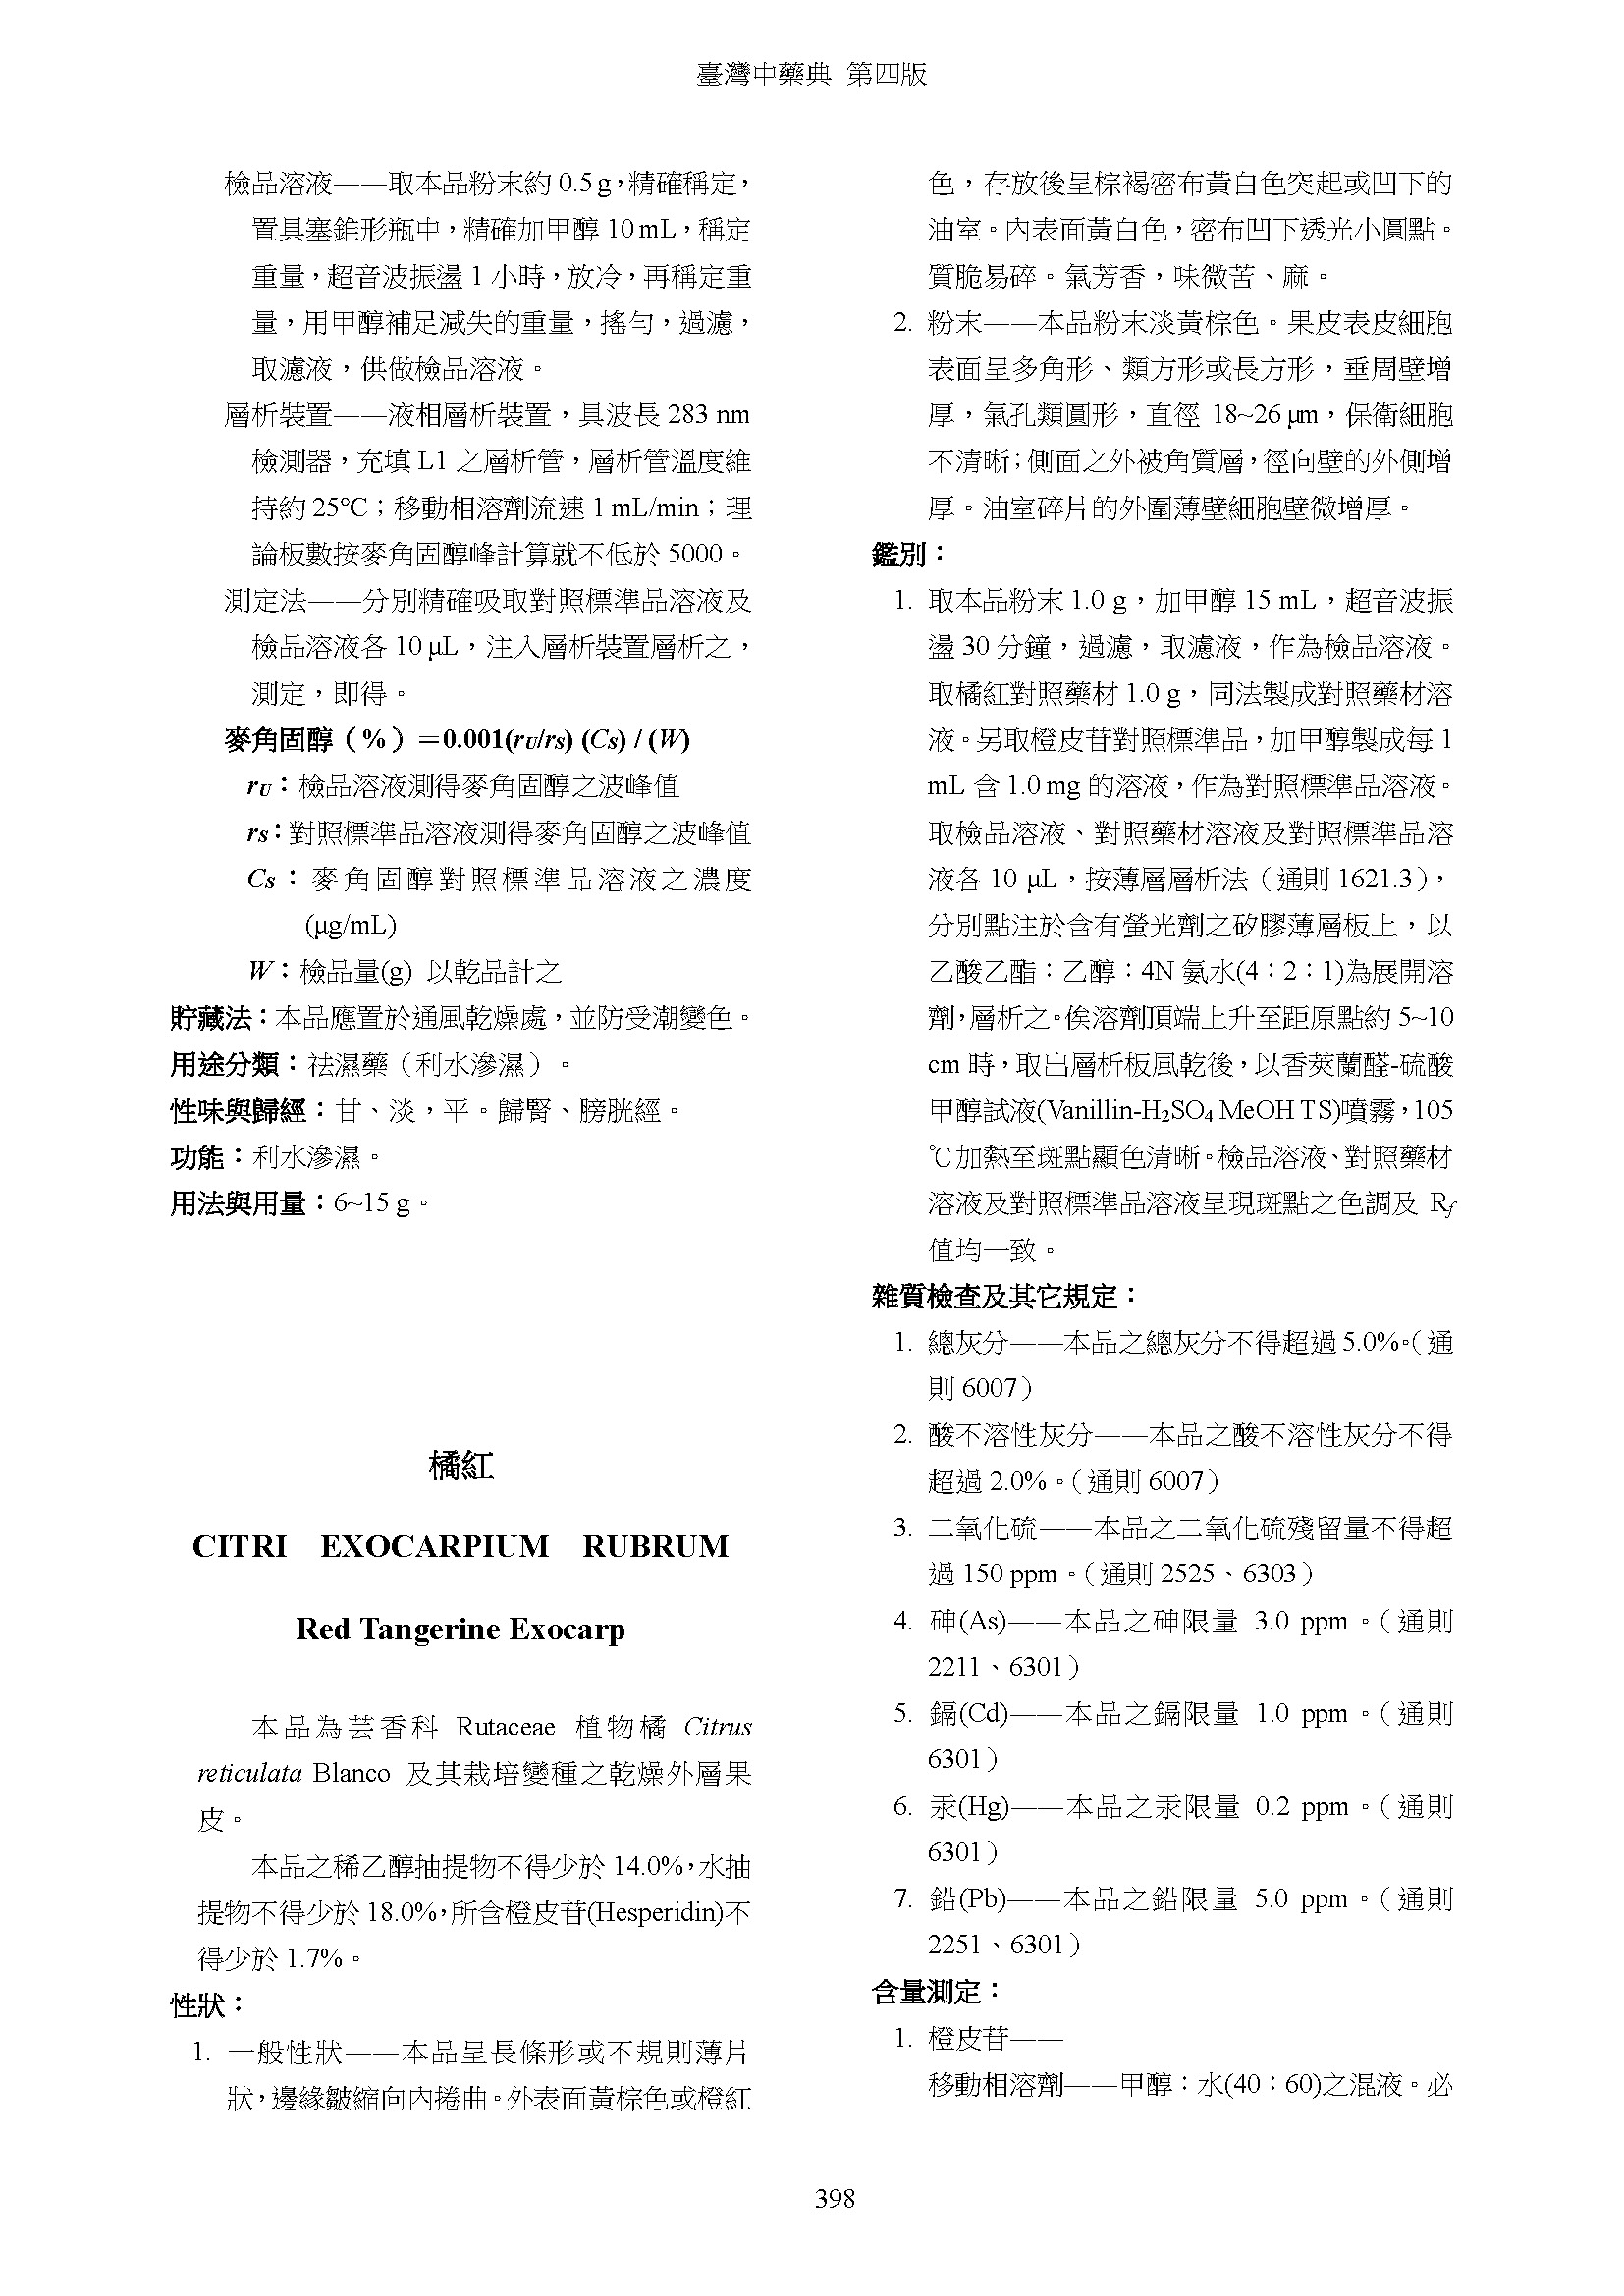 臺灣中藥典 第四版
檢品溶液——取本品粉末約 0.5 g，精確稱定，
置具塞錐形瓶中，精確加甲醇 10 mL，稱定
重量，超音波振盪 1 小時，放冷，再稱定重
量，用甲醇補足減失的重量，搖勻，過濾，
取濾液，供做檢品溶液。
層析裝置——液相層析裝置，具波長 283 nm
檢測器，充填 L1 之層析管，層析管溫度維
持約 25℃；移動相溶劑流速 1 mL/min；理
論板數按麥角固醇峰計算就不低於 5000。
測定法——分別精確吸取對照標準品溶液及
檢品溶液各 10 μL，注入層析裝置層析之，
測定，即得。
麥角固醇（%）＝0.001(rU/rS) (CS) / (W)
rU：檢品溶液測得麥角固醇之波峰值
rS：對照標準品溶液測得麥角固醇之波峰值
CS：麥角固醇對照標準品溶液之濃度
(μg/mL)
W：檢品量(g) 以乾品計之
貯藏法：本品應置於通風乾燥處，並防受潮變色。
用途分類：祛濕藥（利水滲濕）。
性味與歸經：甘、淡，平。歸腎、膀胱經。
功能：利水滲濕。
用法與用量：6~15 g。
橘紅
CITRI EXOCARPIUM RUBRUM
Red Tangerine Exocarp
本品為芸香科 Rutaceae 植物橘 Citrus
reticulata Blanco 及其栽培變種之乾燥外層果
皮。
本品之稀乙醇抽提物不得少於 14.0%，水抽
提物不得少於 18.0%，所含橙皮苷(Hesperidin)不
得少於 1.7%。
性狀：
1. 一般性狀——本品呈長條形或不規則薄片
狀，邊緣皺縮向內捲曲。外表面黃棕色或橙紅
色，存放後呈棕褐密布黃白色突起或凹下的
油室。內表面黃白色，密布凹下透光小圓點。
質脆易碎。氣芳香，味微苦、麻。
2. 粉末——本品粉末淡黃棕色。果皮表皮細胞
表面呈多角形、類方形或長方形，垂周壁增
厚，氣孔類圓形，直徑 18~26 μm，保衛細胞
不清晰；側面之外被角質層，徑向壁的外側增
厚。油室碎片的外圍薄壁細胞壁微增厚。
鑑別：
1. 取本品粉末 1.0 g，加甲醇 15 mL，超音波振
盪 30 分鐘，過濾，取濾液，作為檢品溶液。
取橘紅對照藥材 1.0 g，同法製成對照藥材溶
液。另取橙皮苷對照標準品，加甲醇製成每 1
mL 含 1.0 mg 的溶液，作為對照標準品溶液。
取檢品溶液、對照藥材溶液及對照標準品溶
液各 10 μL，按薄層層析法（通則 1621.3），
分別點注於含有螢光劑之矽膠薄層板上，以
乙酸乙酯：乙醇：4N 氨水(4：2：1)為展開溶
劑，層析之。俟溶劑頂端上升至距原點約 5~10
cm 時，取出層析板風乾後，以香莢蘭醛-硫酸
甲醇試液(Vanillin-H₂SO₄ MeOH TS)噴霧，105
℃加熱至斑點顯色清晰。檢品溶液、對照藥材
溶液及對照標準品溶液呈現斑點之色調及 Rf
值均一致。
雜質檢查及其它規定：
1. 總灰分——本品之總灰分不得超過 5.0%。（通
則 6007）
2. 酸不溶性灰分——本品之酸不溶性灰分不得
超過 2.0%。（通則 6007）
3. 二氧化硫——本品之二氧化硫殘留量不得超
過 150 ppm。（通則 2525、6303）
4. 砷(As)——本品之砷限量 3.0 ppm。（通則
2211、6301）
5. 鎘(Cd)——本品之鎘限量 1.0 ppm。（通則
6301）
6. 汞(Hg)——本品之汞限量 0.2 ppm。（通則
6301）
7. 鉛(Pb)——本品之鉛限量 5.0 ppm。（通則
2251、6301）
含量測定：
1. 橙皮苷——
移動相溶劑——甲醇：水(40：60)之混液。必
398